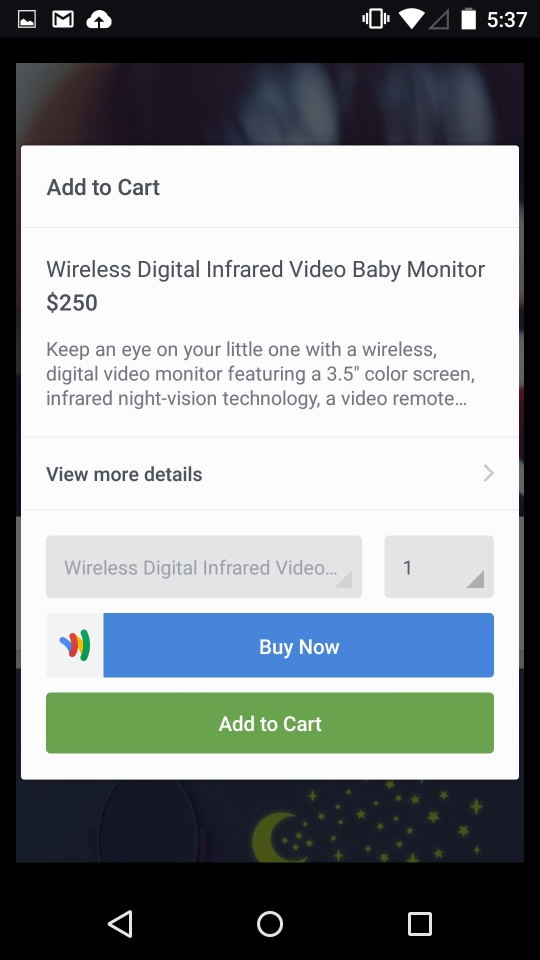 5:37
Add to Cart
Wireless Digital Infrared Video Baby Monitor
$250
Keep an eye on your little one with a wireless,
digital video monitor featuring a 3.5" color screen,
infrared night-vision technology, a video remote…
View more details
Wireless Digital Infrared Video... 1
Buy Now
Add to Cart